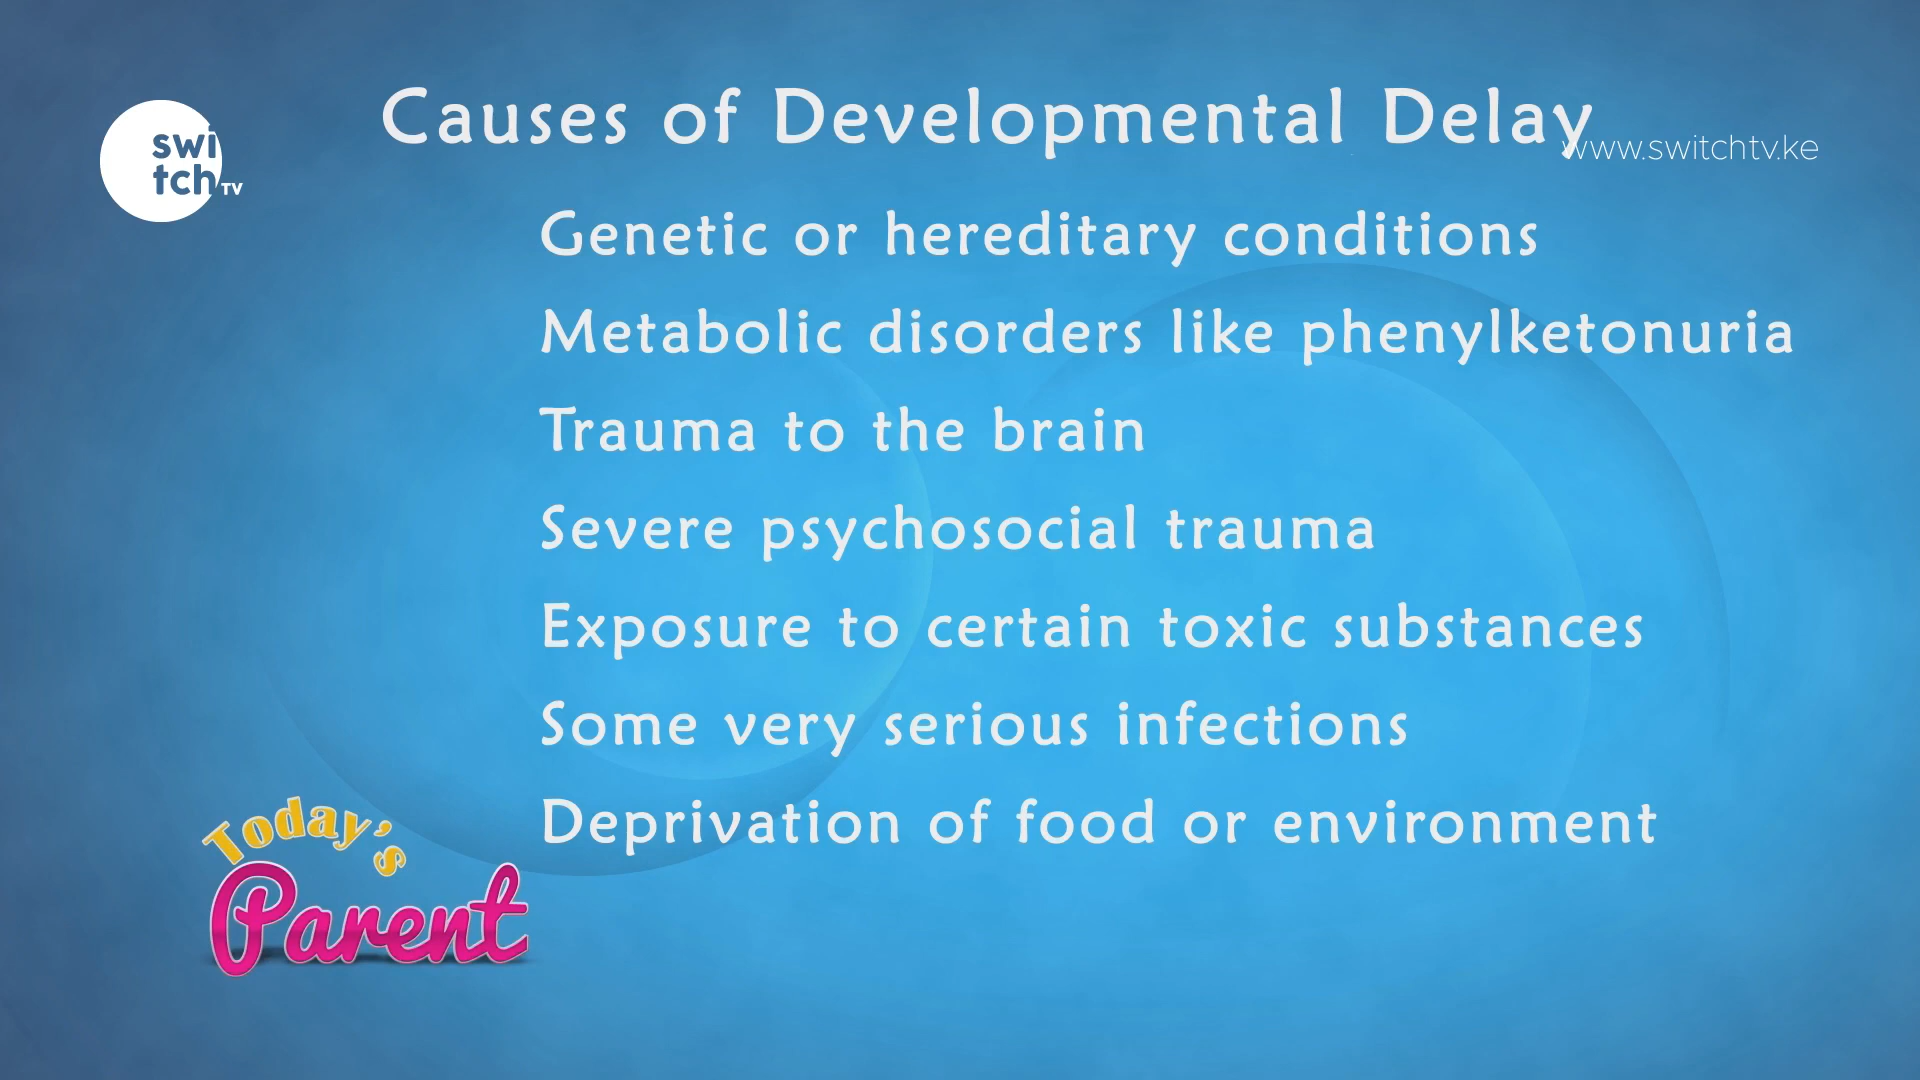 Causes of Developmental Delay
swi
tch TV
www.switchtv.ke
Genetic or hereditary conditions
Metabolic disorders like phenylketonuria
Trauma to the brain
Severe psychosocial trauma
Exposure to certain toxic substances
Some very serious infections
Deprivation of food or environment
Today's
Parent